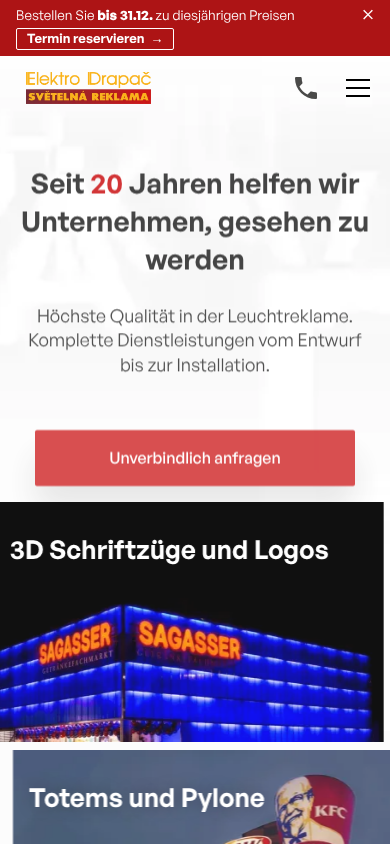 Bestellen Sie bis 31.12. zu diesjährigen Preisen
Termin reservieren →
Elektro Drapač
SVĚTELNÁ REKLAMA
Seit 20 Jahren helfen wir
Unternehmen, gesehen zu
werden
Höchste Qualität in der Leuchtreklame.
Komplette Dienstleistungen vom Entwurf
bis zur Installation.
Unverbindlich anfragen
3D Schriftzüge und Logos
SAGASSER
SAGASSER
GETRÄNKEFACHMARKT
Totems und Pylone
KFC